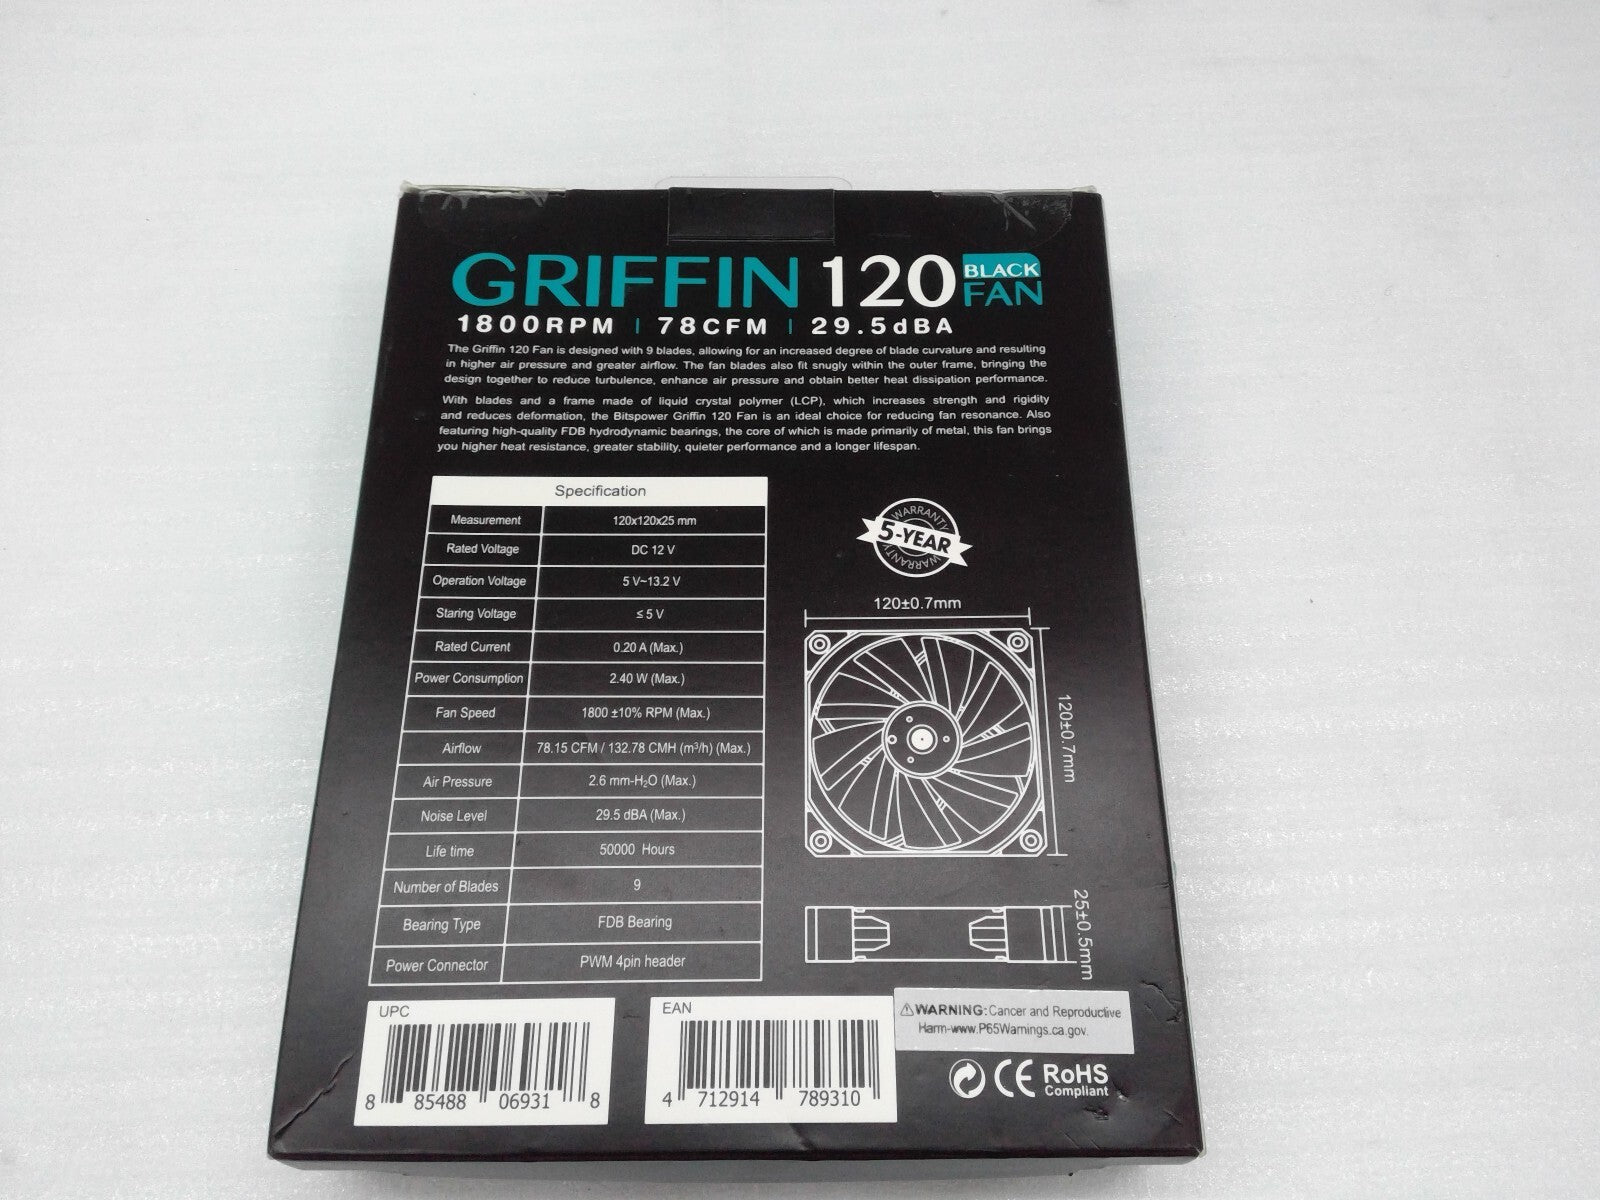 GRIFFIN 120 BLACK FAN
1800RPM | 78CFM | 29.5dBA
The Griffin 120 Fan is designed with 9 blades, allowing for an increased degree of blade curvature and resulting
in higher air pressure and greater airflow. The fan blades also fit snugly within the outer frame, bringing the
design together to reduce turbulence, enhance air pressure and obtain better heat dissipation performance.
With blades and a frame made of liquid crystal polymer (LCP), which increases strength and rigidity
and reduces deformation, the Bitspower Griffin 120 Fan is an ideal choice for reducing fan resonance. Also
featuring high-quality FDB hydrodynamic bearings, the core of which is made primarily of metal, this fan brings
you higher heat resistance, greater stability, quieter performance and a longer lifespan.
Specification
Measurement 120x120x25 mm
Rated Voltage DC 12 V
Operation Voltage 5 V~13.2 V
Staring Voltage ≤ 5 V
Rated Current 0.20 A (Max.)
Power Consumption 2.40 W (Max.)
Fan Speed 1800 ±10% RPM (Max.)
Airflow 78.15 CFM / 132.78 CMH (m³/h) (Max.)
Air Pressure 2.6 mm-H₂O (Max.)
Noise Level 29.5 dBA (Max.)
Life time 50000 Hours
Number of Blades 9
Bearing Type FDB Bearing
Power Connector PWM 4pin header
WARRANTY
5-YEAR
WARRANTY
120±0.7mm
120±0.7mm
25±0.5mm
UPC
8 85488 06931 8
EAN
4 712914 789310
⚠WARNING: Cancer and Reproductive
Harm-www.P65Warnings.ca.gov.
CE RoHS
Compliant